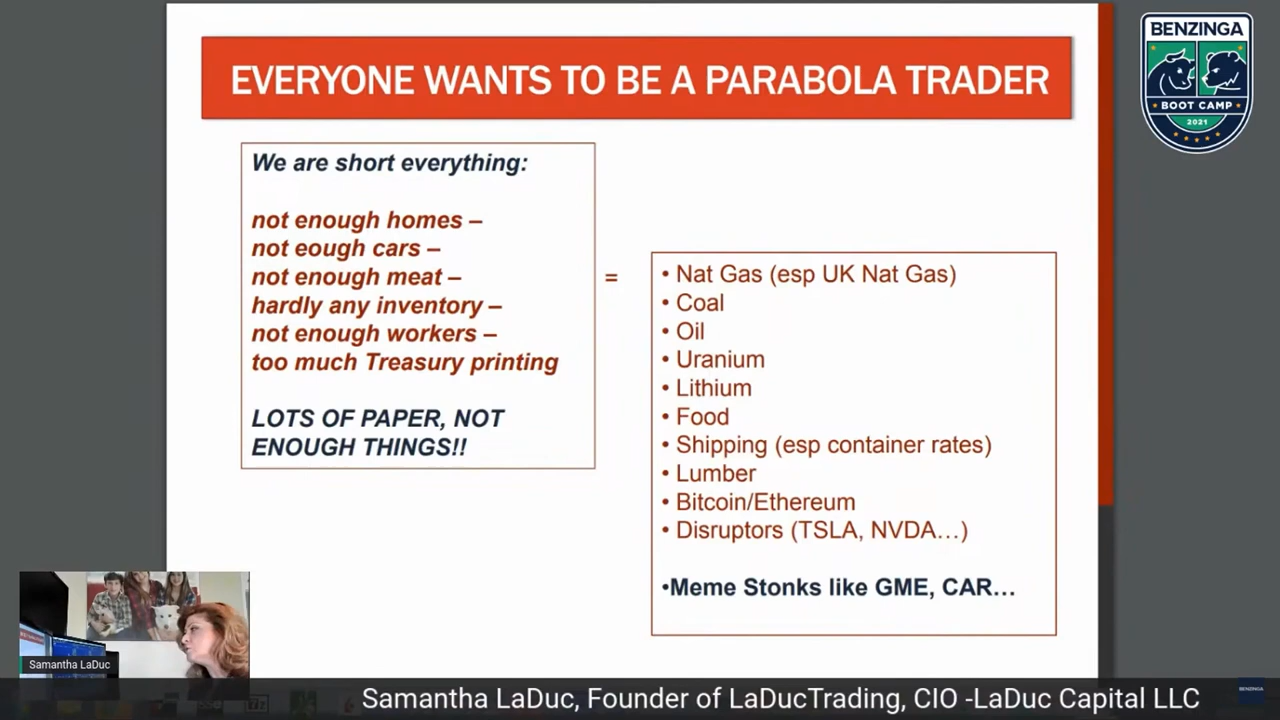 EVERYONE WANTS TO BE A PARABOLA TRADER
BENZINGA
BOOT CAMP
2021
We are short everything:
not enough homes –
not eough cars –
not enough meat –
hardly any inventory –
not enough workers –
too much Treasury printing
LOTS OF PAPER, NOT
ENOUGH THINGS!!
=
• Nat Gas (esp UK Nat Gas)
• Coal
• Oil
• Uranium
• Lithium
• Food
• Shipping (esp container rates)
• Lumber
• Bitcoin/Ethereum
• Disruptors (TSLA, NVDA…)
•Meme Stonks like GME, CAR…
Samantha LaDuc
Samantha LaDuc, Founder of LaDucTrading, CIO -LaDuc Capital LLC
BENZINGA